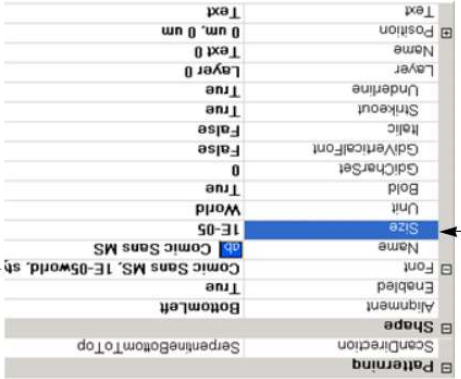 Patterning
ScanDirection SerpentineBottomToTop
Shape
Alignment BottomLeft
Enabled True
Font Comic Sans MS, 1E-05world, sty
Name ab Comic Sans MS
Size 1E-05
Unit World
Bold True
GdiCharSet 0
GdiVerticalFont False
Italic False
Strikeout True
Underline True
Layer Layer 0
Name Text 0
Position 0 um, 0 um
Text Text